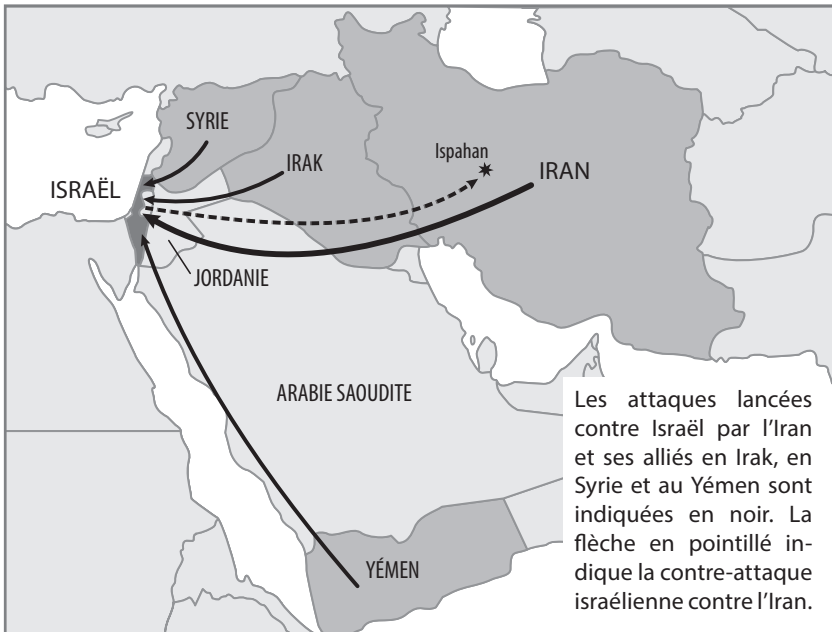 SYRIE
IRAK
Ispahan
IRAN
ISRAËL
JORDANIE
ARABIE SAOUDITE
YÉMEN
Les attaques lancées
contre Israël par l'Iran
et ses alliés en Irak, en
Syrie et au Yémen sont
indiquées en noir. La
flèche en pointillé in-
dique la contre-attaque
israélienne contre l'Iran.